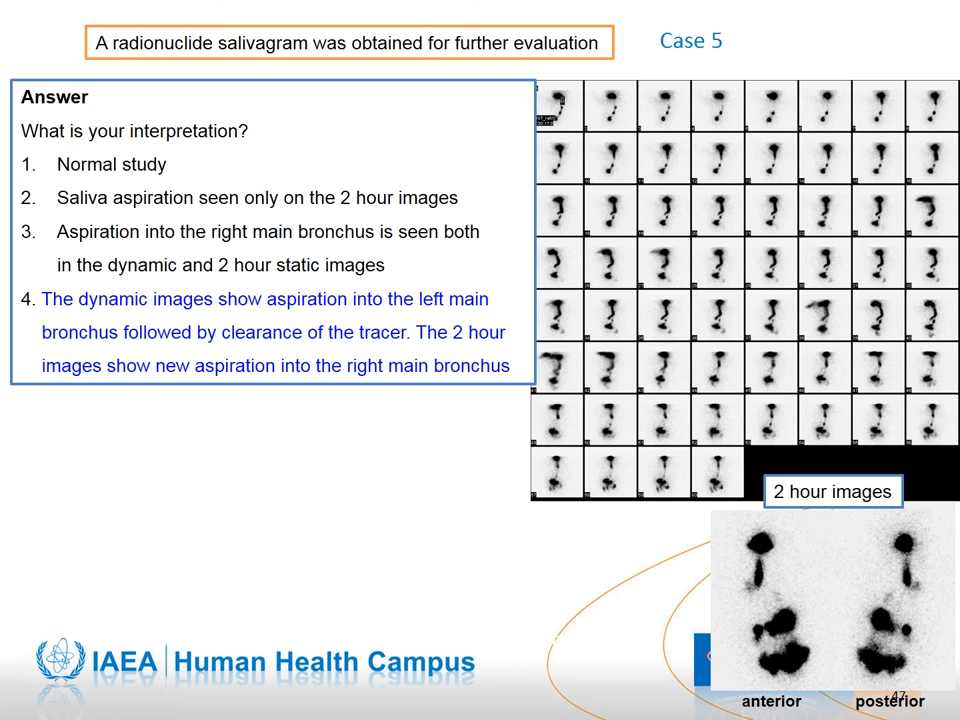 A radionuclide salivagram was obtained for further evaluation
Case 5
Answer
What is your interpretation?
1. Normal study
2. Saliva aspiration seen only on the 2 hour images
3. Aspiration into the right main bronchus is seen both
in the dynamic and 2 hour static images
4. The dynamic images show aspiration into the left main
bronchus followed by clearance of the tracer. The 2 hour
images show new aspiration into the right main bronchus
2 hour images
IAEA Human Health Campus
anterior
posterior
47